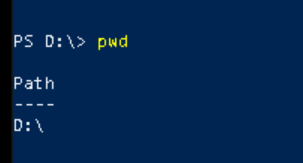 PS D:\> pwd
Path
----
D:\